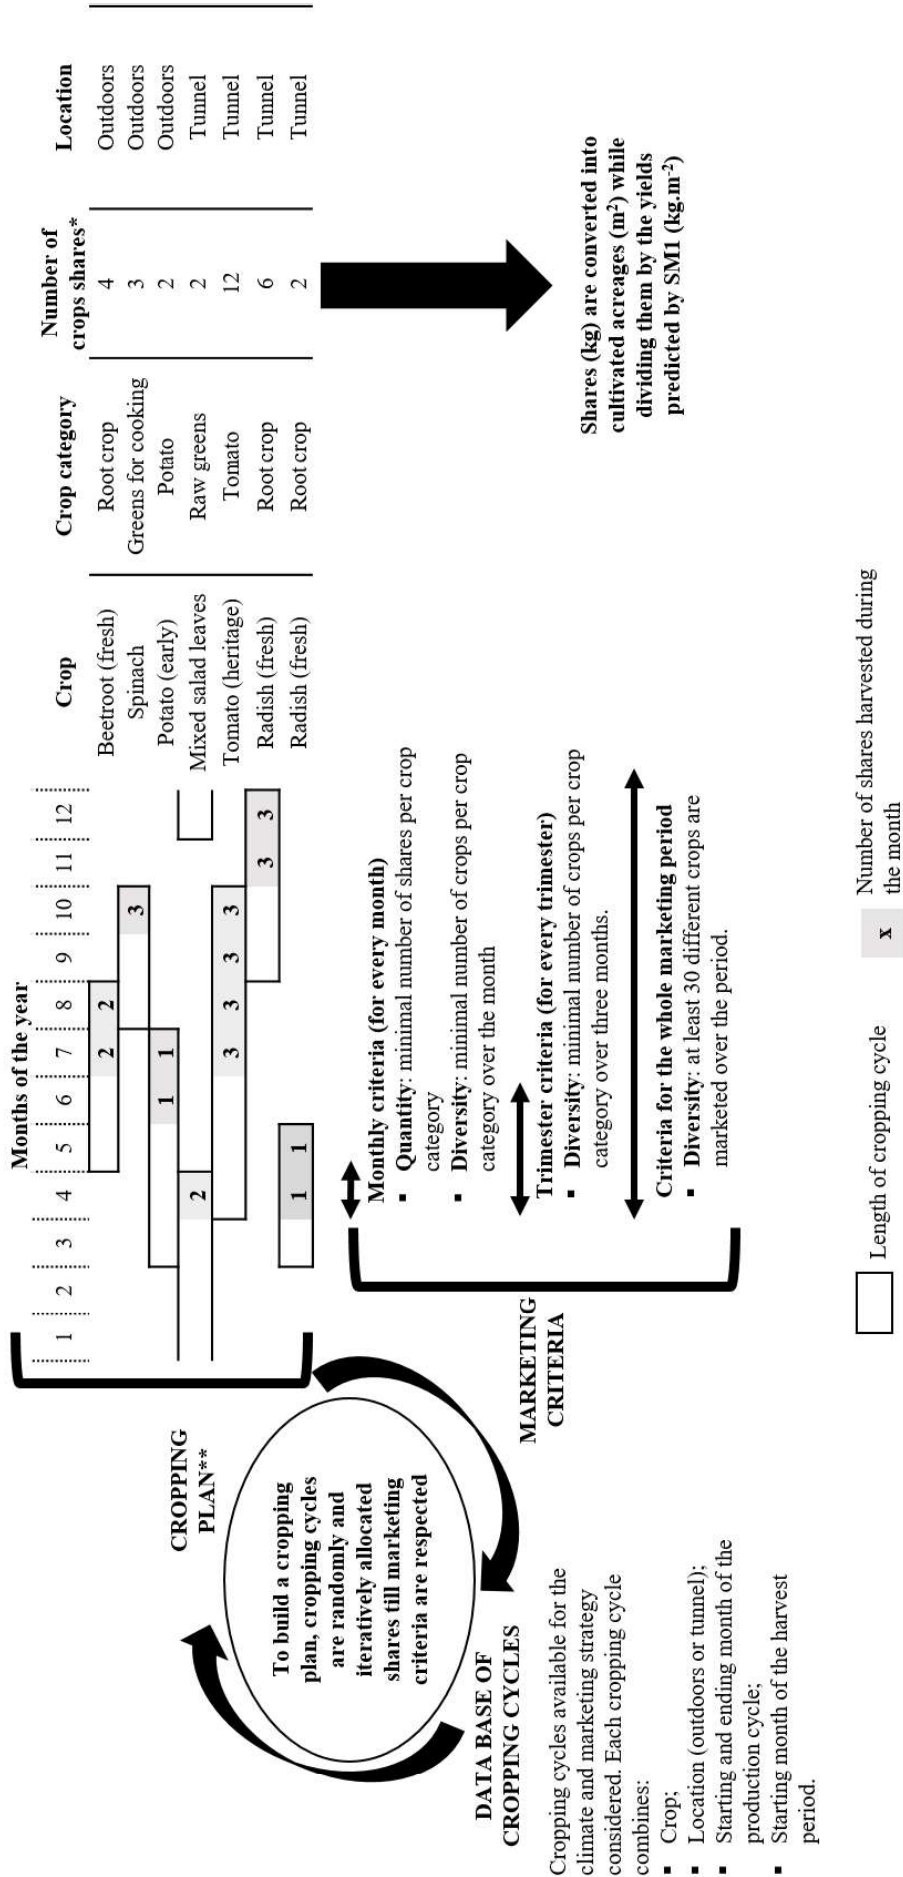 Months of the year
1 2 3 4 5 6 7 8 9 10 11 12
Crop
Crop category
Number of
crops shares*
Location
2 2 Beetroot (fresh) Root crop 4 Outdoors
3 Spinach Greens for cooking 3 Outdoors
1 1 Potato (early) Potato 2 Outdoors
2 Mixed salad leaves Raw greens 2 Tunnel
3 3 3 3 Tomato (heritage) Tomato 12 Tunnel
3 3 Radish (fresh) Root crop 6 Tunnel
1 1 Radish (fresh) Root crop 2 Tunnel
CROPPING
PLAN**
To build a cropping
plan, cropping cycles
are randomly and
iteratively allocated
shares till marketing
criteria are respected
DATA BASE OF
CROPPING CYCLES
Cropping cycles available for the
climate and marketing strategy
considered. Each cropping cycle
combines:
▪ Crop;
▪ Location (outdoors or tunnel);
▪ Starting and ending month of the
production cycle;
▪ Starting month of the harvest
period.
MARKETING
CRITERIA
Monthly criteria (for every month)
▪ Quantity: minimal number of shares per crop
category
▪ Diversity: minimal number of crops per crop
category over the month
Trimester criteria (for every trimester)
▪ Diversity: minimal number of crops per crop
category over three months.
Criteria for the whole marketing period
▪ Diversity: at least 30 different crops are
marketed over the period.
Shares (kg) are converted into
cultivated acreages (m²) while
dividing them by the yields
predicted by SM1 (kg.m⁻²)
Length of cropping cycle
x
Number of shares harvested during
the month